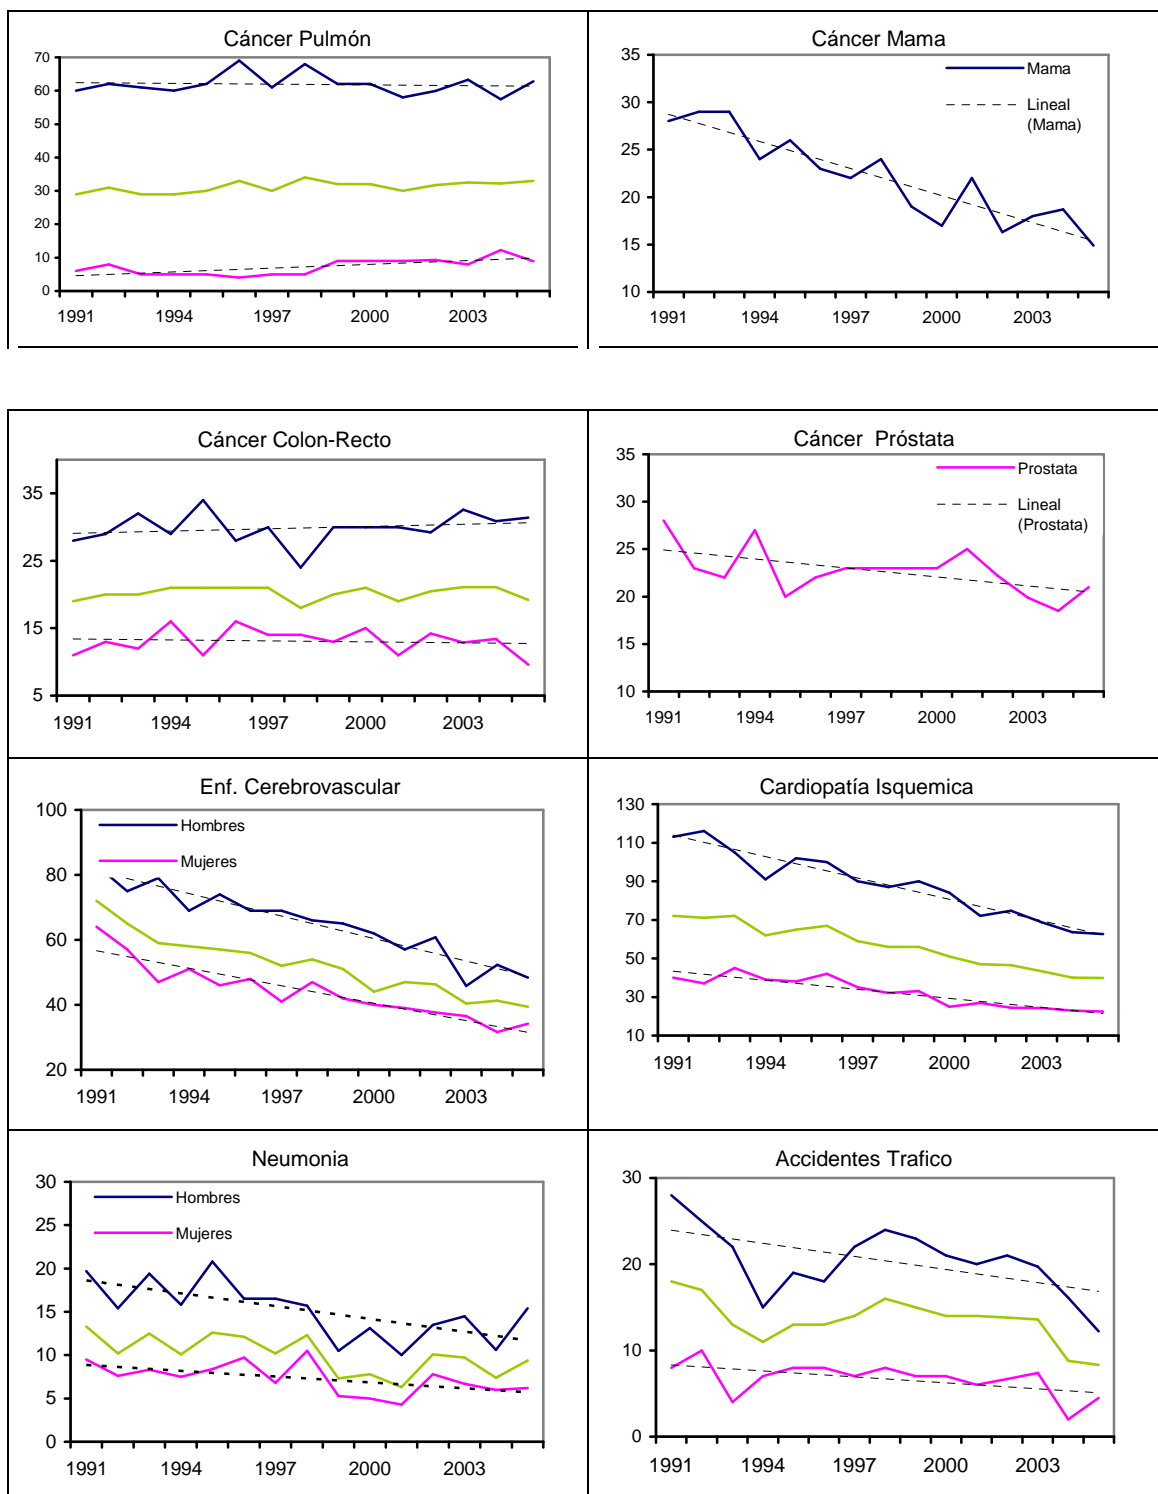 Cáncer Pulmón
70
60
50
40
30
20
10
0
1991 1994 1997 2000 2003
Cáncer Mama
35
30
25
20
15
10
Mama
Lineal
(Mama)
1991 1994 1997 2000 2003
Cáncer Colon-Recto
35
25
15
5
1991 1994 1997 2000 2003
Cáncer Próstata
35
30
25
20
15
10
Prostata
Lineal
(Prostata)
1991 1994 1997 2000 2003
Enf. Cerebrovascular
100
80
60
40
20
Hombres
Mujeres
1991 1994 1997 2000 2003
Cardiopatía Isquemica
130
110
90
70
50
30
10
1991 1994 1997 2000 2003
Neumonia
30
25
20
15
10
5
0
Hombres
Mujeres
1991 1994 1997 2000 2003
Accidentes Trafico
30
20
10
0
1991 1994 1997 2000 2003